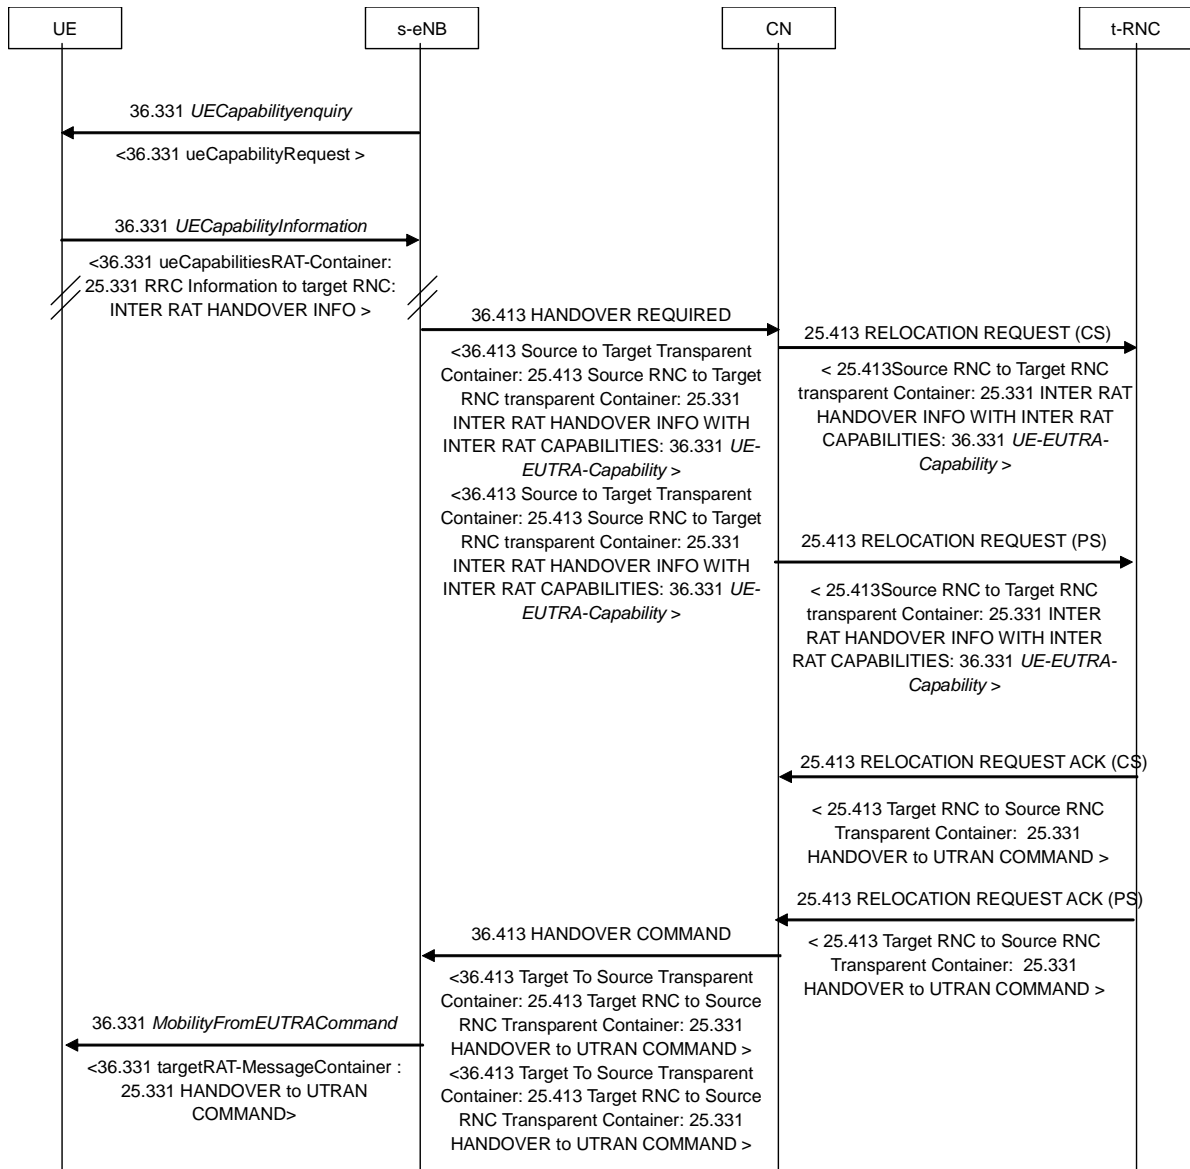 UE
s-eNB
CN
t-RNC
36.331 UECapabilityenquiry
<36.331 ueCapabilityRequest >
36.331 UECapabilityInformation
<36.331 ueCapabilitiesRAT-Container:
25.331 RRC Information to target RNC:
INTER RAT HANDOVER INFO >
36.413 HANDOVER REQUIRED
<36.413 Source to Target Transparent
Container: 25.413 Source RNC to Target
RNC transparent Container: 25.331
INTER RAT HANDOVER INFO WITH
INTER RAT CAPABILITIES: 36.331 UE-
EUTRA-Capability >
<36.413 Source to Target Transparent
Container: 25.413 Source RNC to Target
RNC transparent Container: 25.331
INTER RAT HANDOVER INFO WITH
INTER RAT CAPABILITIES: 36.331 UE-
EUTRA-Capability >
25.413 RELOCATION REQUEST (CS)
< 25.413Source RNC to Target RNC
transparent Container: 25.331 INTER RAT
HANDOVER INFO WITH INTER RAT
CAPABILITIES: 36.331 UE-EUTRA-
Capability >
25.413 RELOCATION REQUEST (PS)
< 25.413Source RNC to Target RNC
transparent Container: 25.331 INTER
RAT HANDOVER INFO WITH INTER
RAT CAPABILITIES: 36.331 UE-EUTRA-
Capability >
25.413 RELOCATION REQUEST ACK (CS)
< 25.413 Target RNC to Source RNC
Transparent Container:  25.331
HANDOVER to UTRAN COMMAND >
25.413 RELOCATION REQUEST ACK (PS)
< 25.413 Target RNC to Source RNC
Transparent Container:  25.331
HANDOVER to UTRAN COMMAND >
36.413 HANDOVER COMMAND
<36.413 Target To Source Transparent
Container: 25.413 Target RNC to Source
RNC Transparent Container: 25.331
HANDOVER to UTRAN COMMAND >
<36.413 Target To Source Transparent
Container: 25.413 Target RNC to Source
RNC Transparent Container: 25.331
HANDOVER to UTRAN COMMAND >
36.331 MobilityFromEUTRACommand
<36.331 targetRAT-MessageContainer :
25.331 HANDOVER to UTRAN
COMMAND>